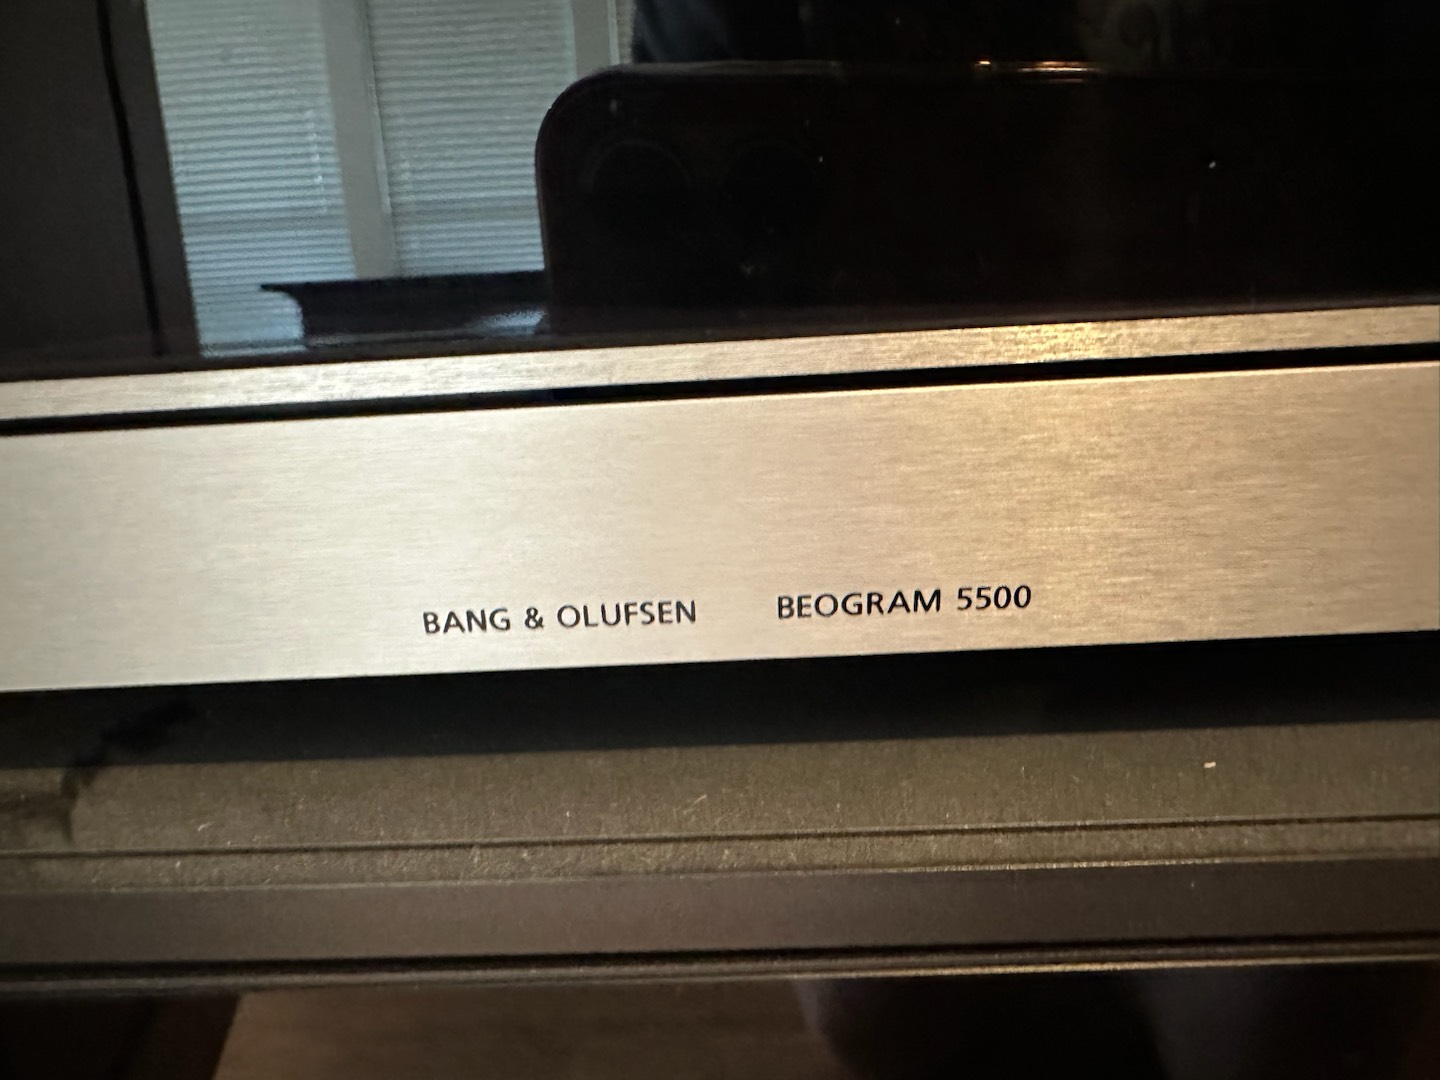 BANG & OLUFSEN BEOGRAM 5500